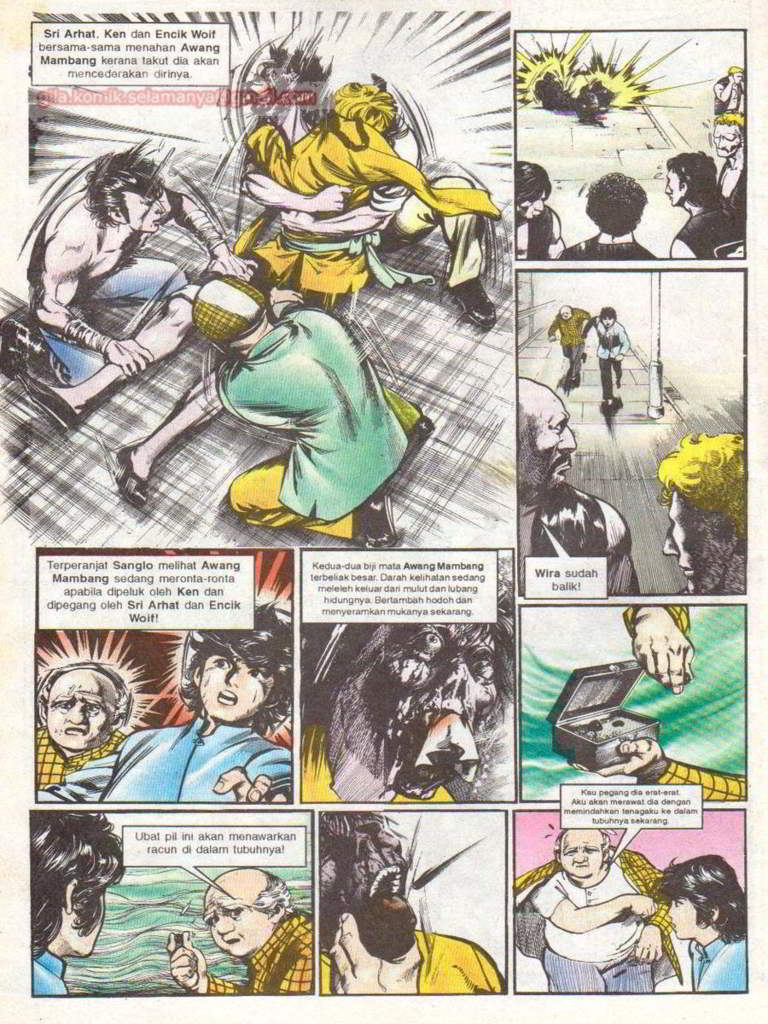 Sri Arhat, Ken dan Encik Woif
bersama-sama menahan Awang
Mambang kerana takut dia akan
mencederakan dirinya.
gila.komik.selamanya@gmail.com
Wira sudah
balik!
Terperanjat Sanglo melihat Awang
Mambang sedang meronta-ronta
apabila dipeluk oleh Ken dan
dipegang oleh Sri Arhat dan Encik
Woif!
Kedua-dua biji mata Awang Mambang
terbeliak besar. Darah kelihatan sedang
meleleh keluar dari mulut dan lubang
hidungnya. Bertambah hodoh dan
menyeramkan mukanya sekarang.
Ubat pil ini akan menawarkan
racun di dalam tubuhnya!
Kau pegang dia erat-erat.
Aku akan merawat dia dengan
memindahkan tenagaku ke dalam
tubuhnya sekarang.